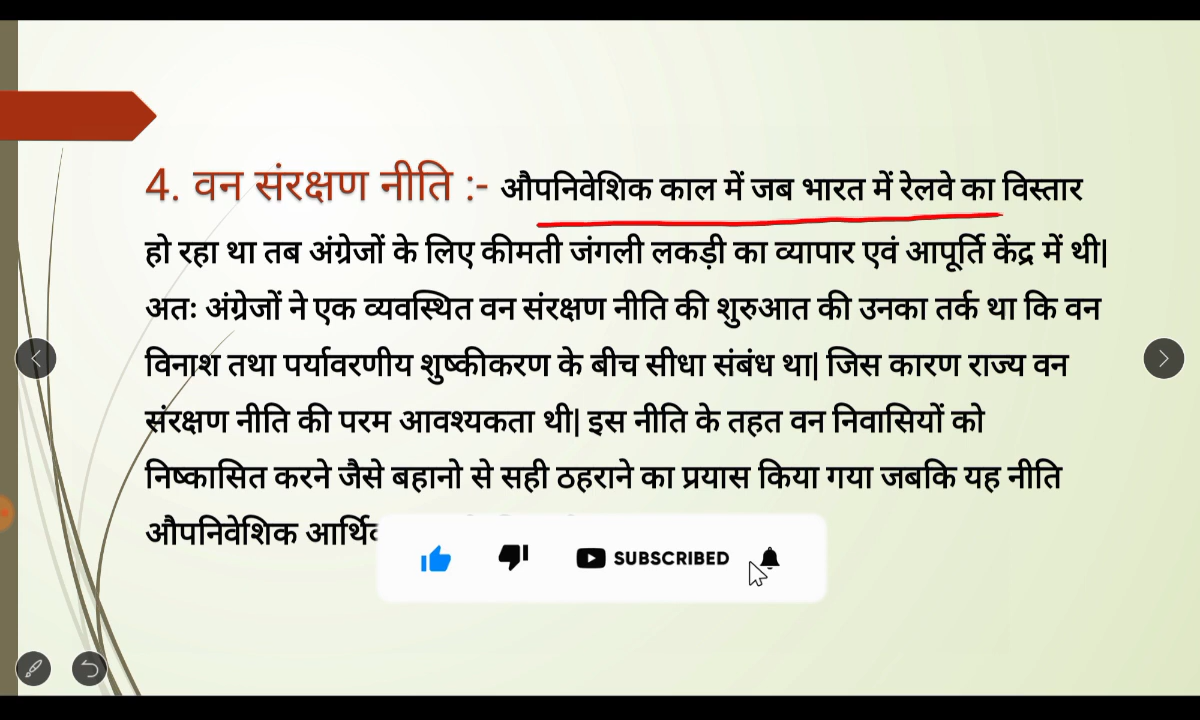 4. वन संरक्षण नीति :- औपनिवेशिक काल में जब भारत में रेलवे का विस्तार
हो रहा था तब अंग्रेजों के लिए कीमती जंगली लकड़ी का व्यापार एवं आपूर्ति केंद्र में थी|
अतः अंग्रेजों ने एक व्यवस्थित वन संरक्षण नीति की शुरुआत की उनका तर्क था कि वन
विनाश तथा पर्यावरणीय शुष्कीकरण के बीच सीधा संबंध था| जिस कारण राज्य वन
संरक्षण नीति की परम आवश्यकता थी| इस नीति के तहत वन निवासियों को
निष्कासित करने जैसे बहानो से सही ठहराने का प्रयास किया गया जबकि यह नीति
औपनिवेशिक
SUBSCRIBED